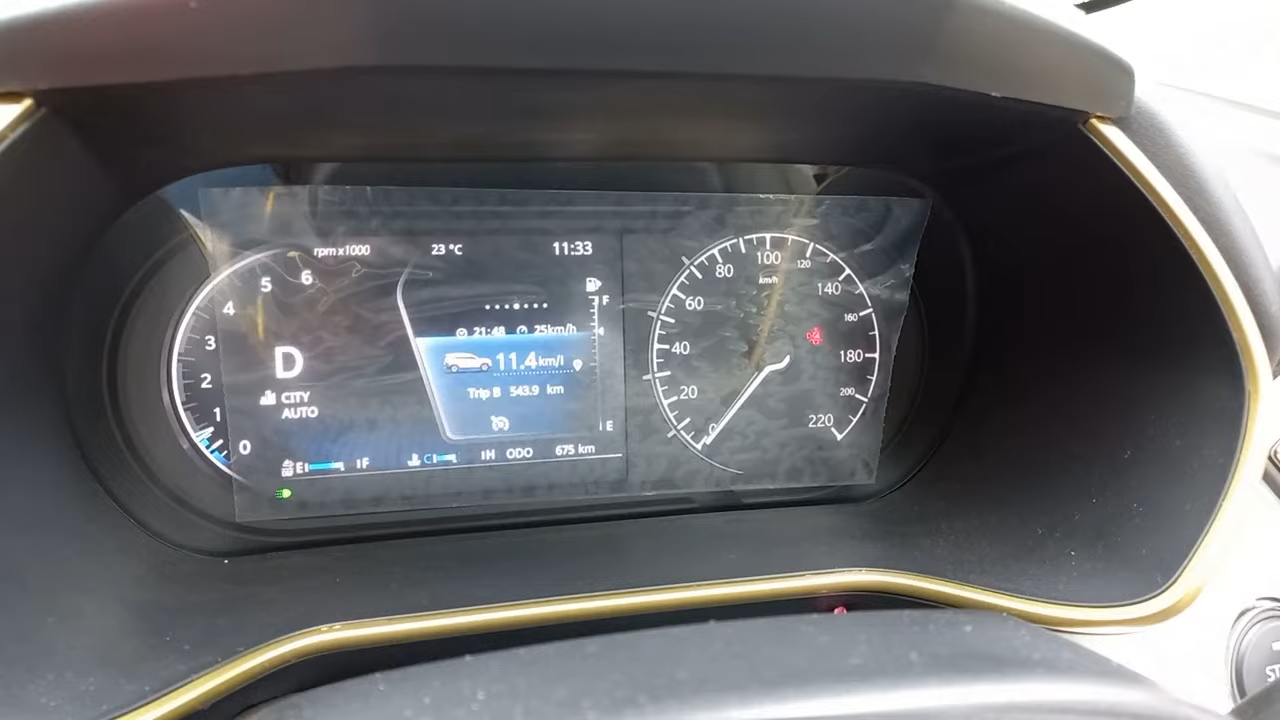 rpm x1000 23 °C 11:33
0 1 2 3 4 5 6
D
CITY
AUTO
F
21:48 25km/h
11.4 km/l
Trip B 543.9 km
E
E F C H ODO 675 km
0 20 40 60 80 100 120 140 160 180 200 220
km/h
ST